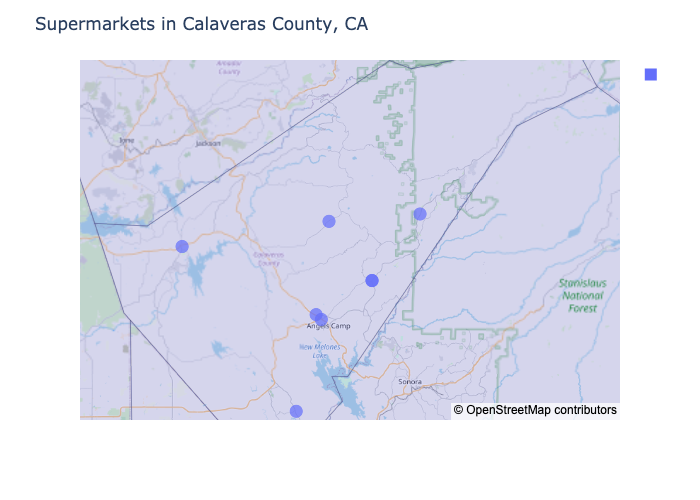 Supermarkets in Calaveras County, CA
Amador
County
Ione
Jackson
Calaveras
County
Stanislaus
National
Forest
Angels Camp
New Melones
Lake
Sonora
© OpenStreetMap contributors